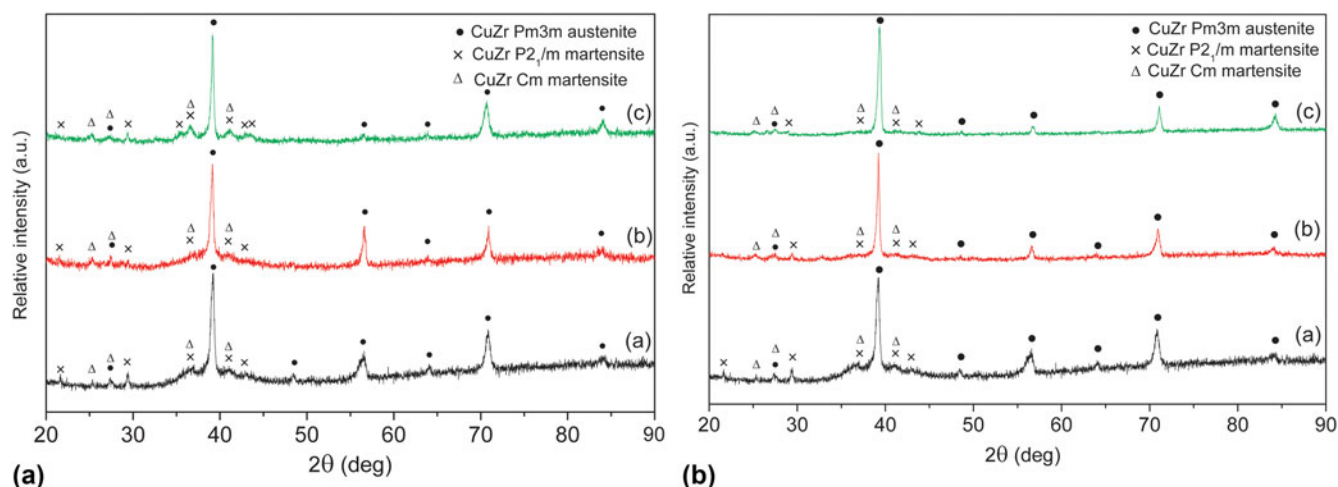 ● CuZr Pm3m austenite
× CuZr P2₁/m martensite
Δ CuZr Cm martensite
(c)
(b)
(a)
Relative intensity (a.u.)
20 30 40 50 60 70 80 90
2θ (deg)
(a)
● CuZr Pm3m austenite
× CuZr P2₁/m martensite
Δ CuZr Cm martensite
(c)
(b)
(a)
Relative intensity (a.u.)
20 30 40 50 60 70 80 90
2θ (deg)
(b)